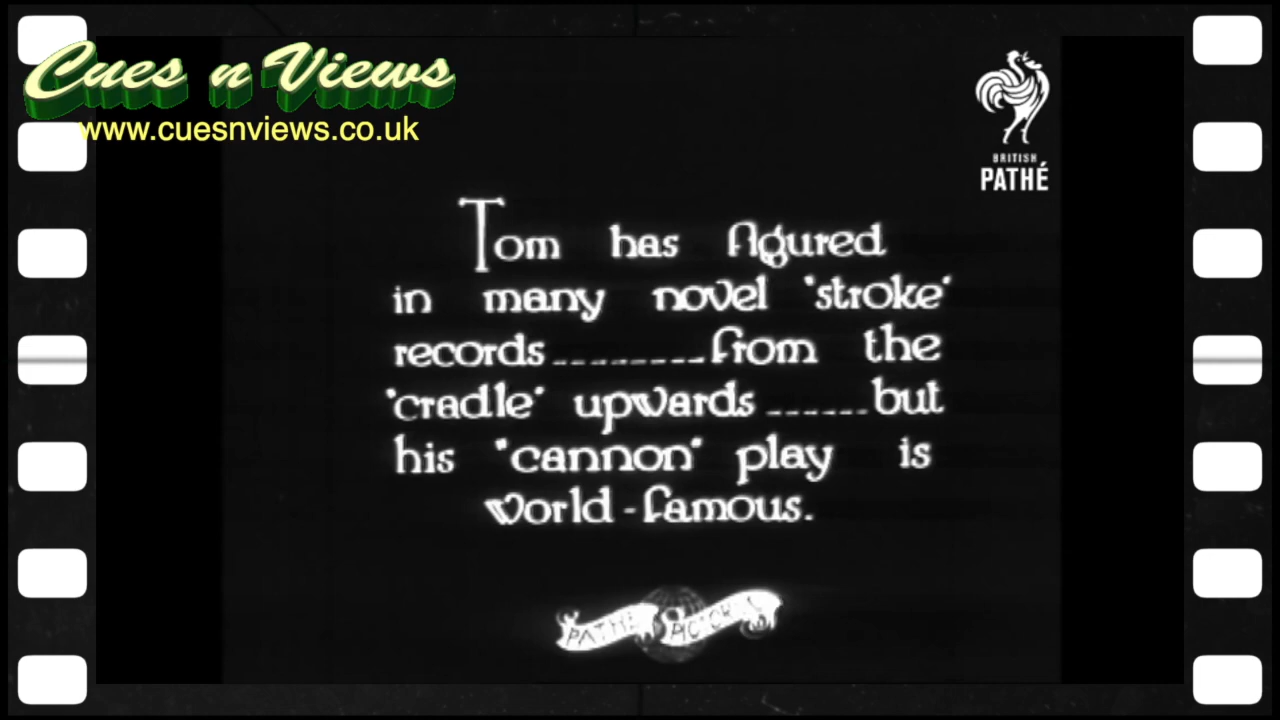 Cues n Views
www.cuesnviews.co.uk
BRITISH
PATHÉ
Tom has figured
in many novel "stroke"
records........from the
"cradle" upwards......but
his "cannon" play is
world-famous.
PATHE